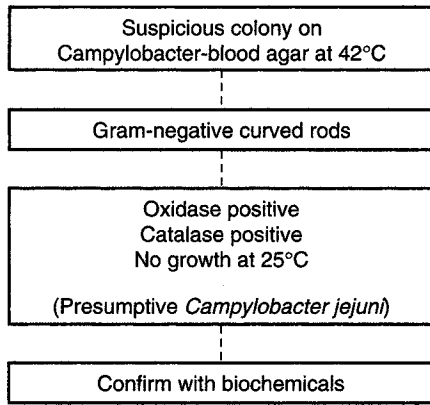 Suspicious colony on
Campylobacter-blood agar at 42°C
Gram-negative curved rods
Oxidase positive
Catalase positive
No growth at 25°C
(Presumptive Campylobacter jejuni)
Confirm with biochemicals